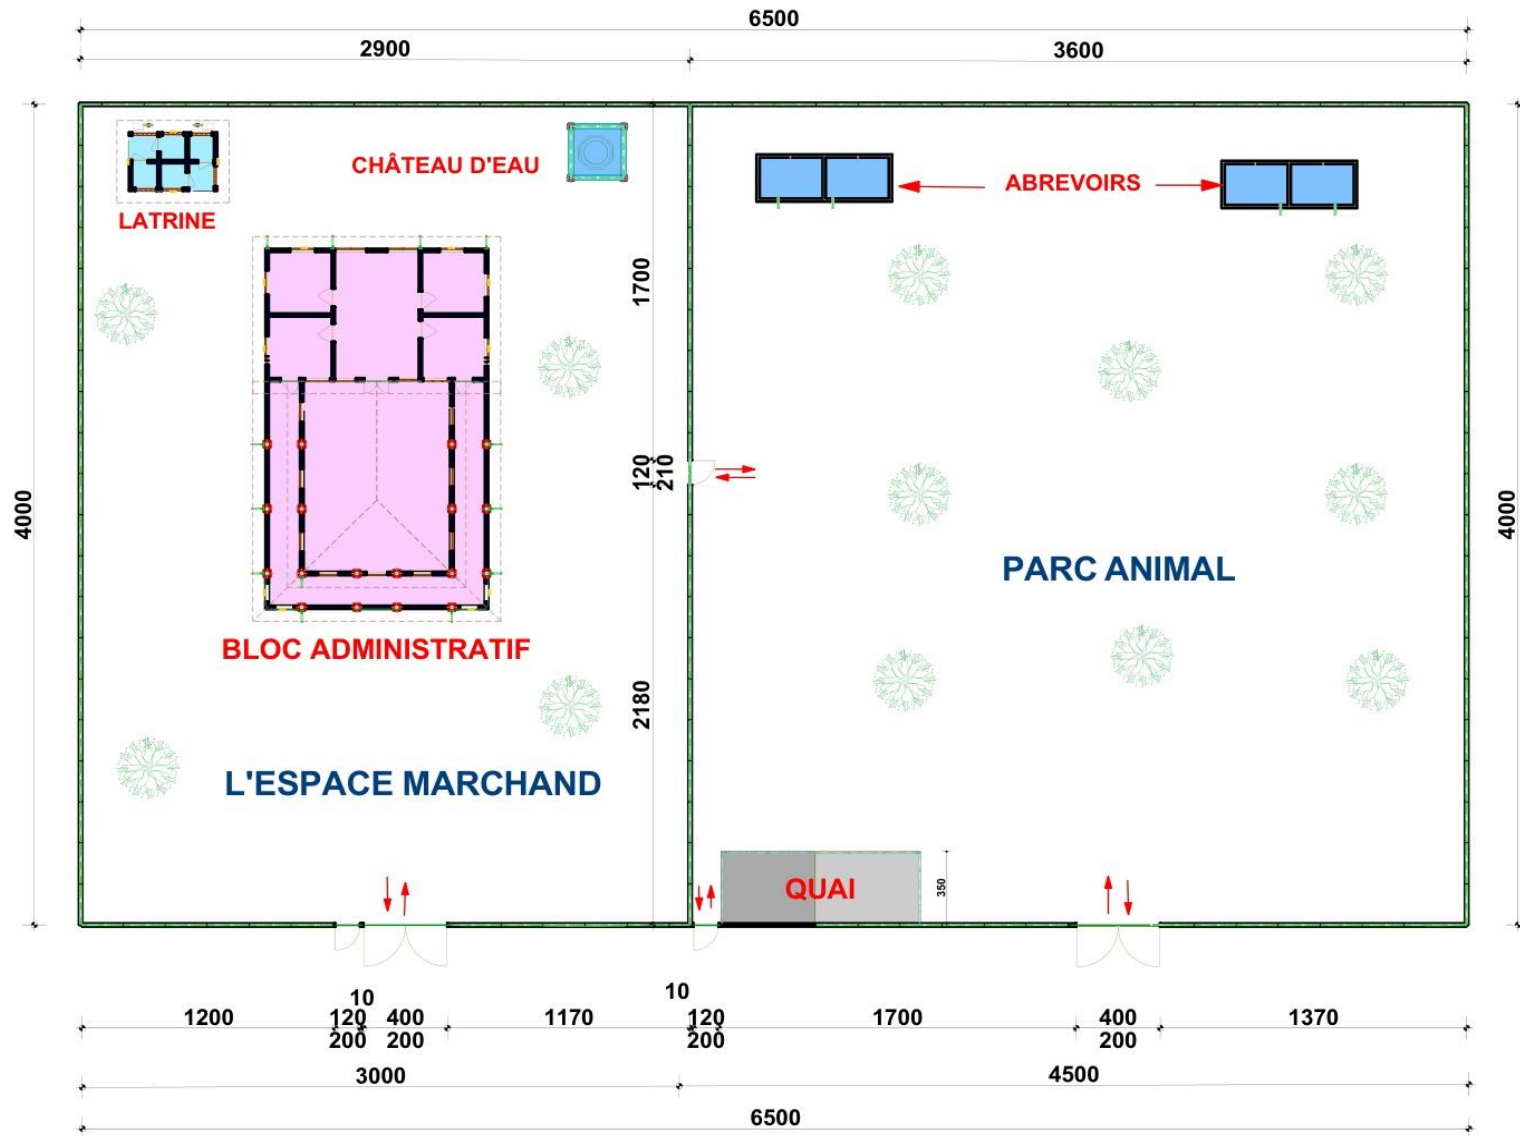 6500
2900
3600
CHÂTEAU D'EAU
LATRINE
ABREVOIRS
1700
4000
120
210
4000
PARC ANIMAL
BLOC ADMINISTRATIF
2180
L'ESPACE MARCHAND
QUAI
350
10
10
1200 120 400 1170 120 1700 400 1370
200 200 200 200
3000
4500
6500